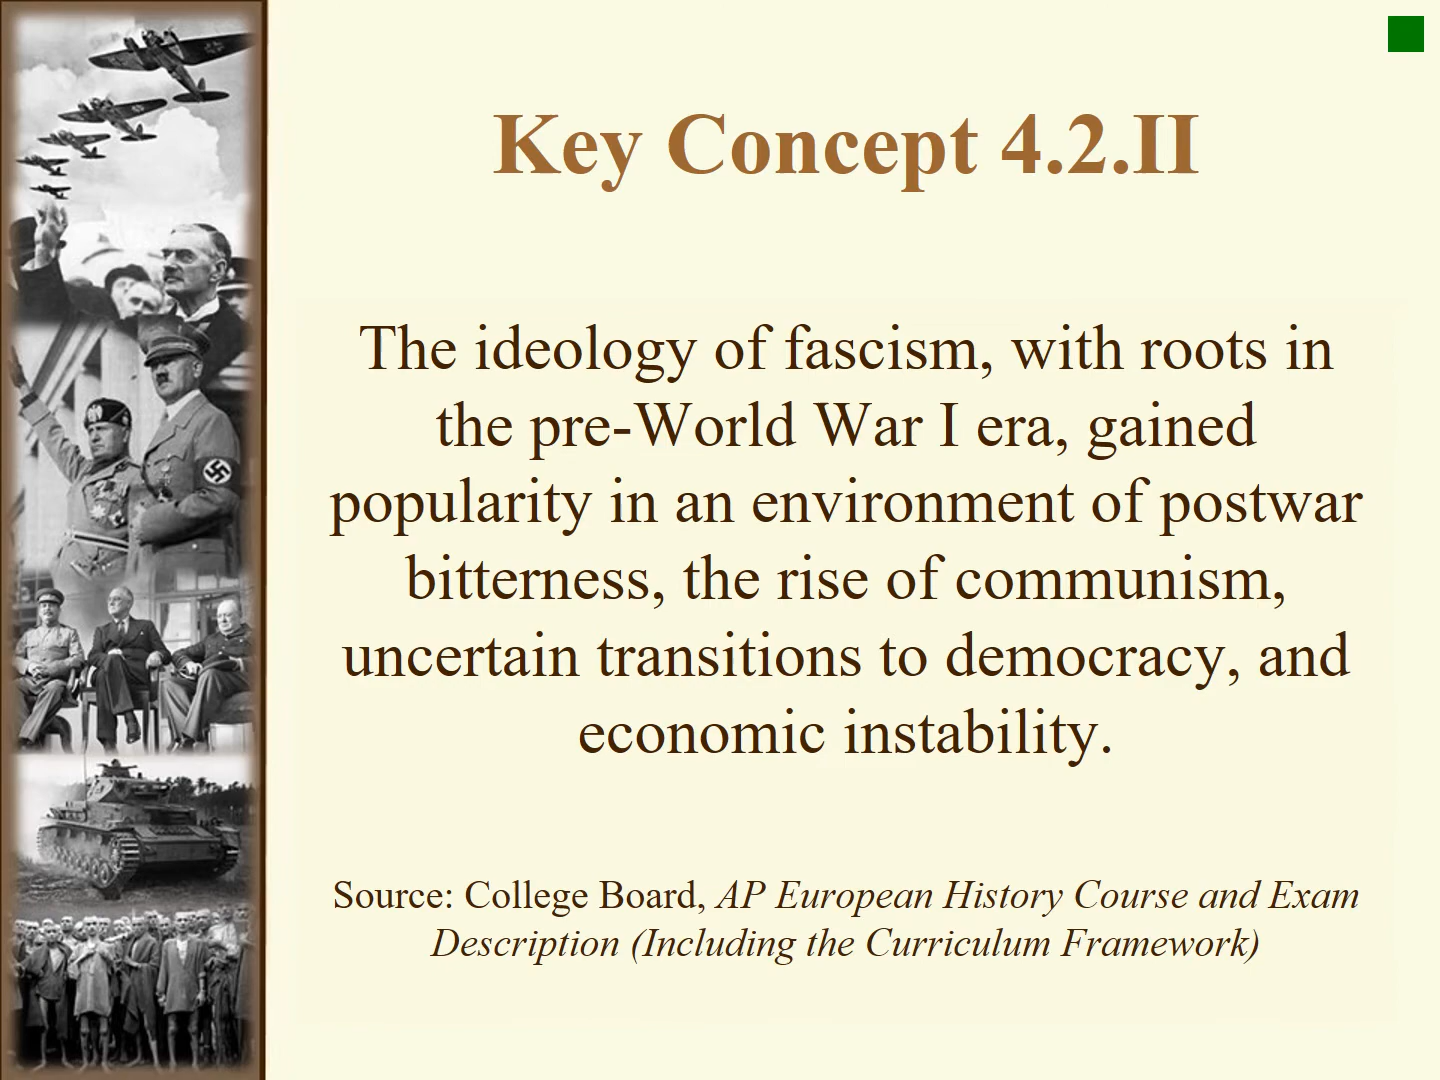 Key Concept 4.2.II
The ideology of fascism, with roots in
the pre-World War I era, gained
popularity in an environment of postwar
bitterness, the rise of communism,
uncertain transitions to democracy, and
economic instability.
Source: College Board, AP European History Course and Exam
Description (Including the Curriculum Framework)